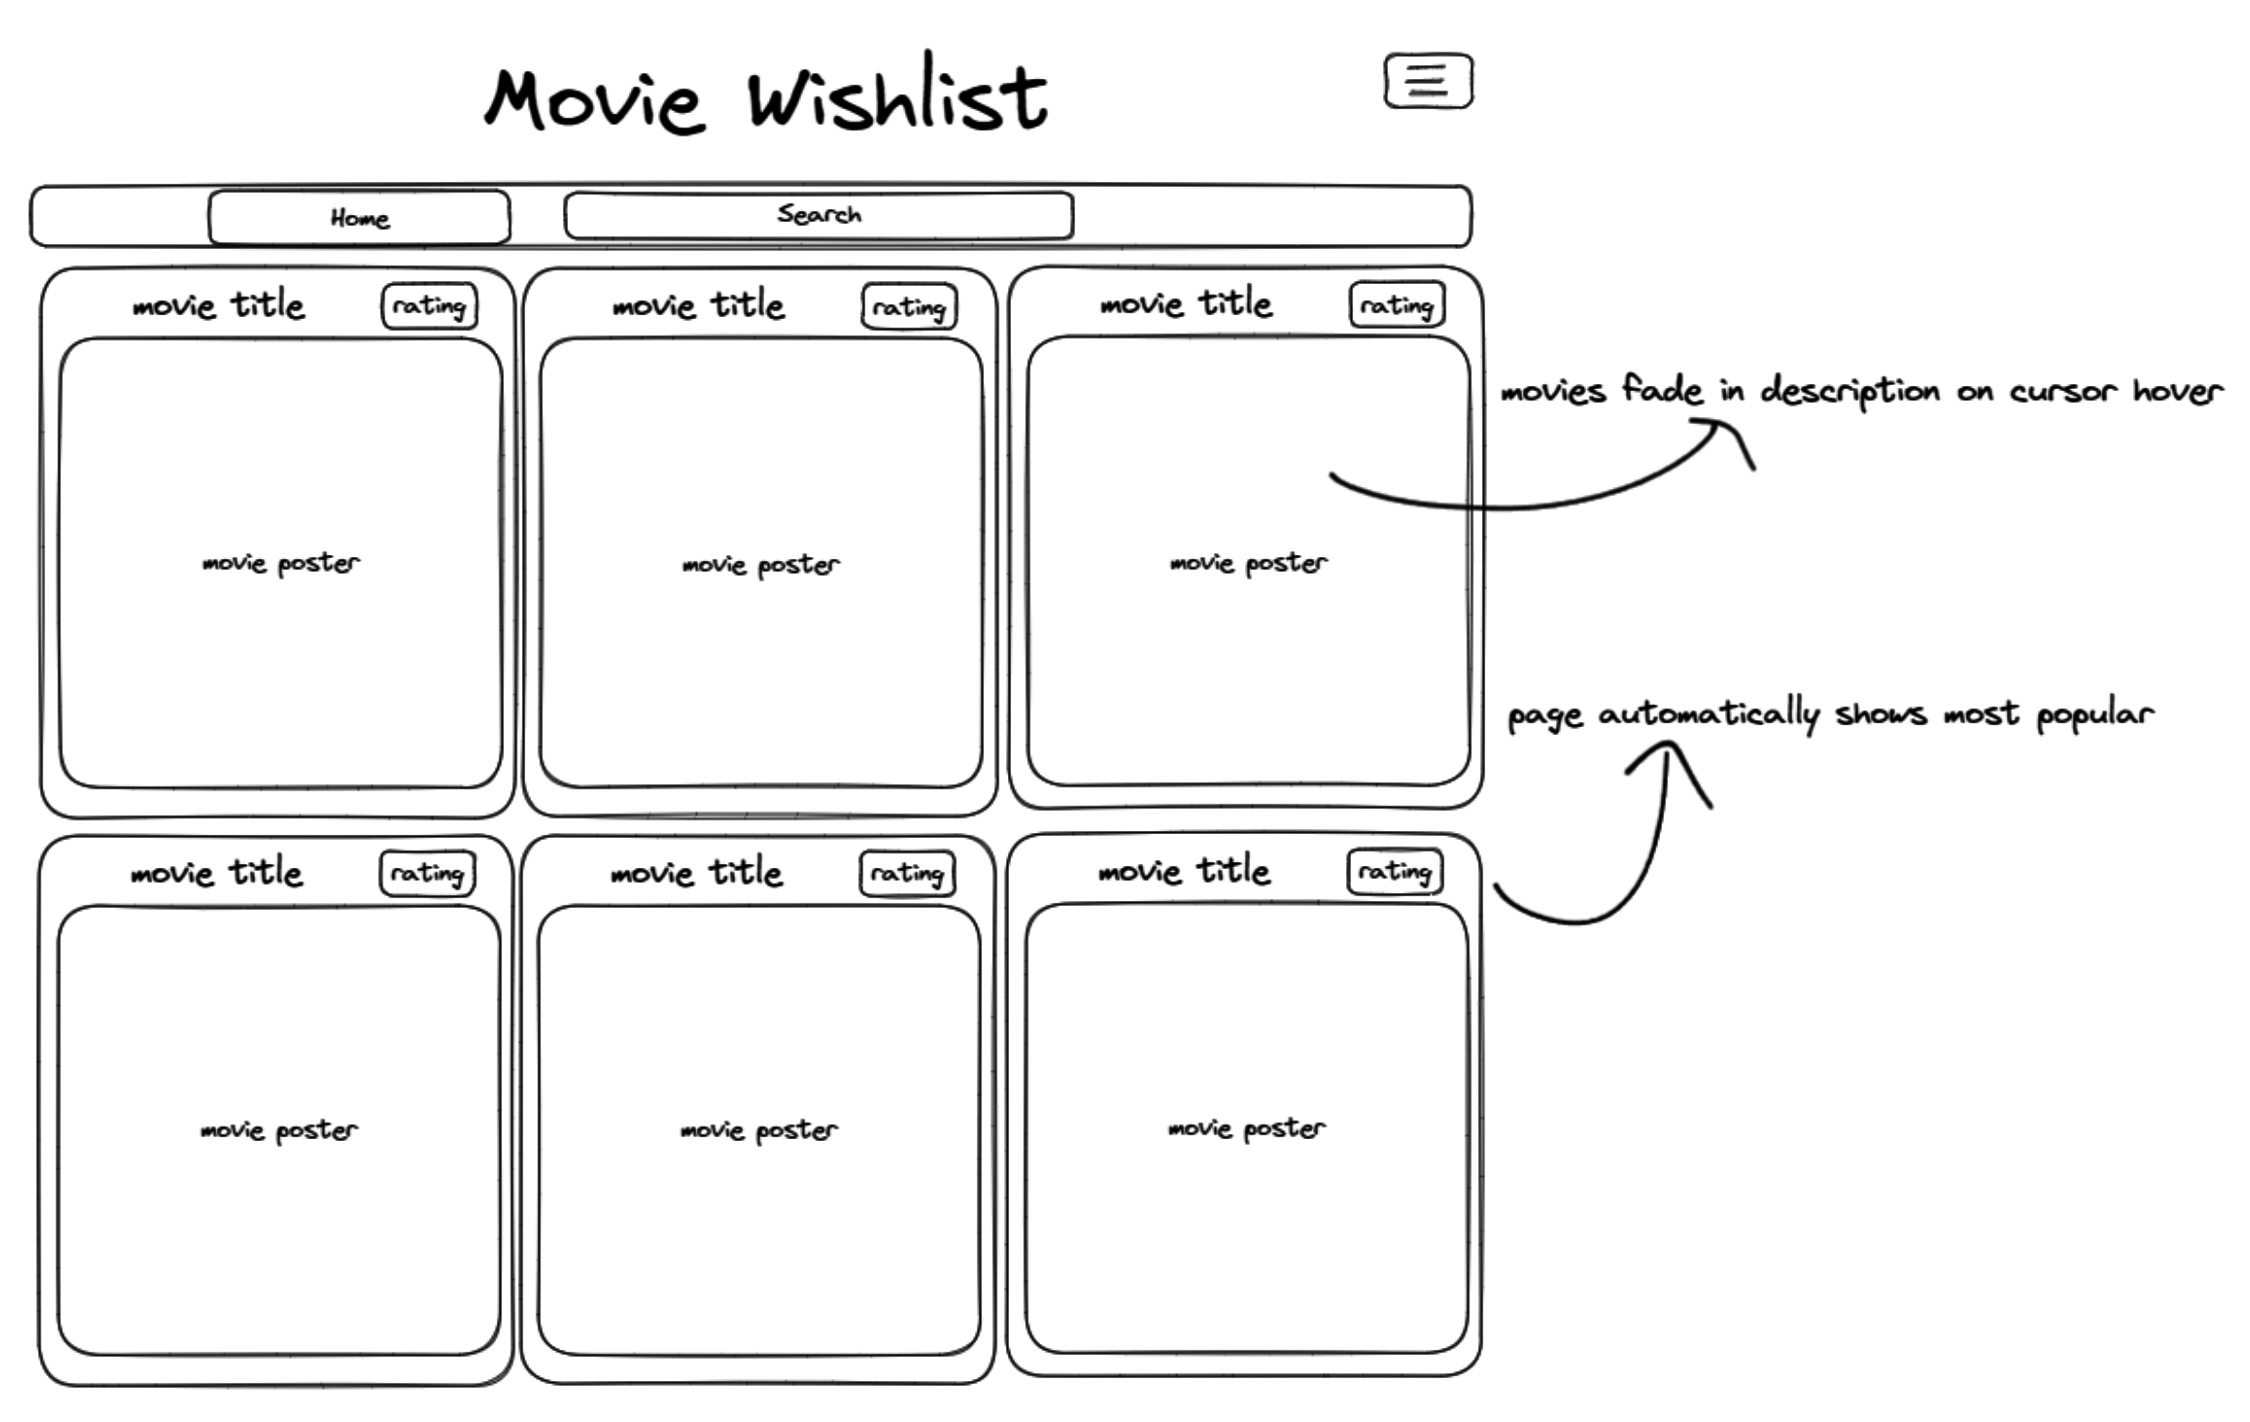 Movie Wishlist
Home
Search
movie title
rating
movie title
rating
movie title
rating
movies fade in description on cursor hover
movie poster
movie poster
movie poster
page automatically shows most popular
movie title
rating
movie title
rating
movie title
rating
movie poster
movie poster
movie poster